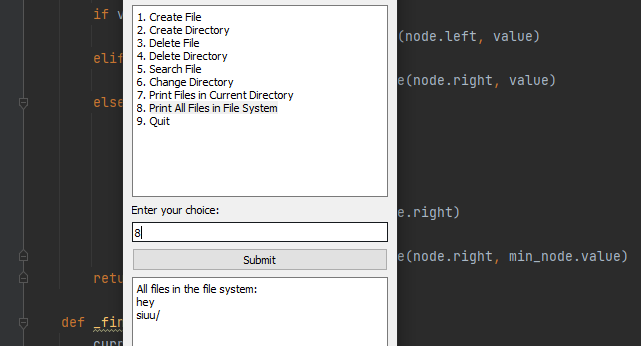 if v
(node.left, value)
elif
e(node.right, value)
else
e.right)
e(node.right, min_node.value)
retu
def _fin
curr
1. Create File
2. Create Directory
3. Delete File
4. Delete Directory
5. Search File
6. Change Directory
7. Print Files in Current Directory
8. Print All Files in File System
9. Quit
Enter your choice:
8
Submit
All files in the file system:
hey
siuu/